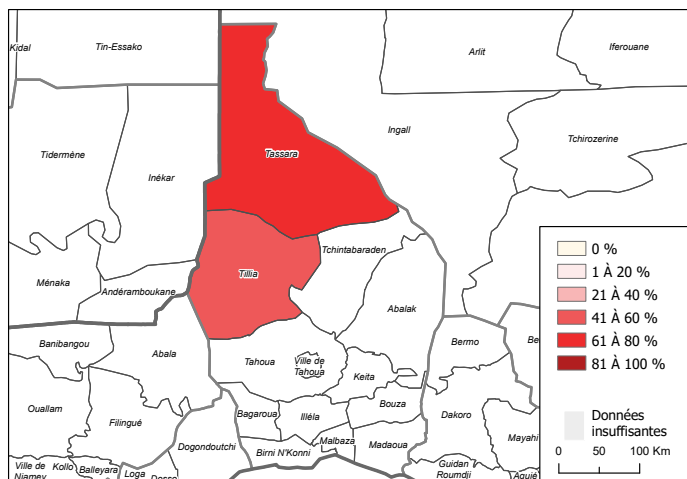 Kidal
Tin-Essako
Arlit
Iferouane
Tassara
Ingall
Tchirozerine
Tidermène
Inékar
Tillia
Tchintabaraden
Ménaka
Andéramboukane
Abalak
Banibangou
Abala
Tahoua
Ville de
Tahoua
Keita
Bermo
Be
Ouallam
Filingué
Bagaroua
Illéla
Bouza
Dakoro
Mayahi
Dogondoutchi
Birni N'Konni
Malbaza
Madaoua
Ville de
Niamey
Kollo
Balleyara
Loga
Dosso
Guidan
Roumdji
Aguié
0 %
1 À 20 %
21 À 40 %
41 À 60 %
61 À 80 %
81 À 100 %
Données
insuffisantes
0 50 100 Km